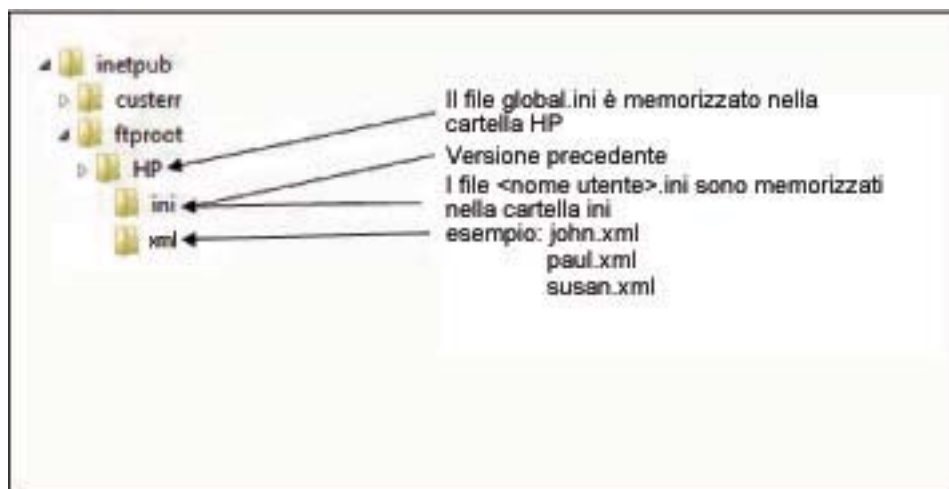 inetpub
custerr
ftproot
HP
ini
xml
Il file global.ini è memorizzato nella
cartella HP
Versione precedente
I file <nome utente>.ini sono memorizzati
nella cartella ini
esempio: john.xml
paul.xml
susan.xml